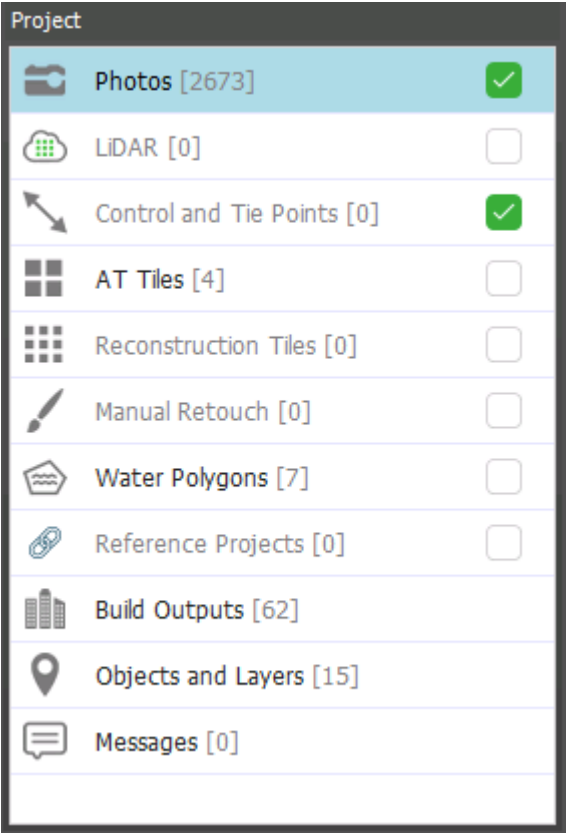 Project
Photos [2673]
LiDAR [0]
Control and Tie Points [0]
AT Tiles [4]
Reconstruction Tiles [0]
Manual Retouch [0]
Water Polygons [7]
Reference Projects [0]
Build Outputs [62]
Objects and Layers [15]
Messages [0]